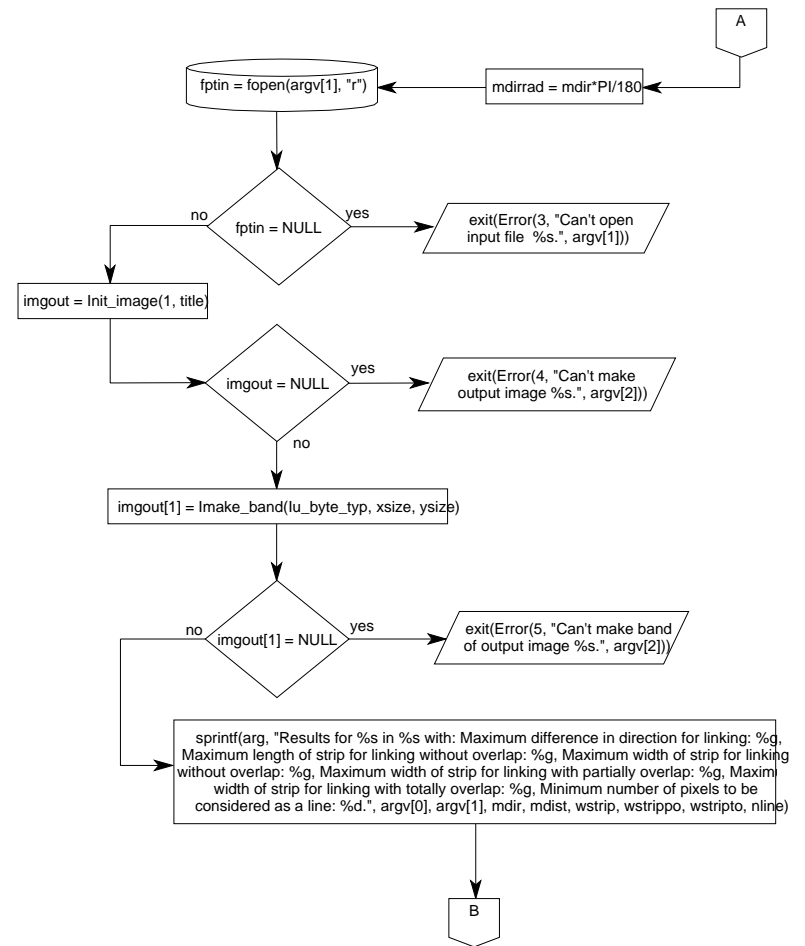 A
mdirrad = mdir*PI/180
fptin = fopen(argv[1], "r")
fptin = NULL
no
yes
exit(Error(3, "Can't open
input file %s.", argv[1]))
imgout = Init_image(1, title)
imgout = NULL
yes
no
exit(Error(4, "Can't make
output image %s.", argv[2]))
imgout[1] = Imake_band(Iu_byte_typ, xsize, ysize)
imgout[1] = NULL
no
yes
exit(Error(5, "Can't make band
of output image %s.", argv[2]))
sprintf(arg, "Results for %s in %s with: Maximum difference in direction for linking: %g,
Maximum length of strip for linking without overlap: %g, Maximum width of strip for linking
without overlap: %g, Maximum width of strip for linking with partially overlap: %g, Maximu
width of strip for linking with totally overlap: %g, Minimum number of pixels to be
considered as a line: %d.", argv[0], argv[1], mdir, mdist, wstrip, wstrippo, wstripto, nline)
B